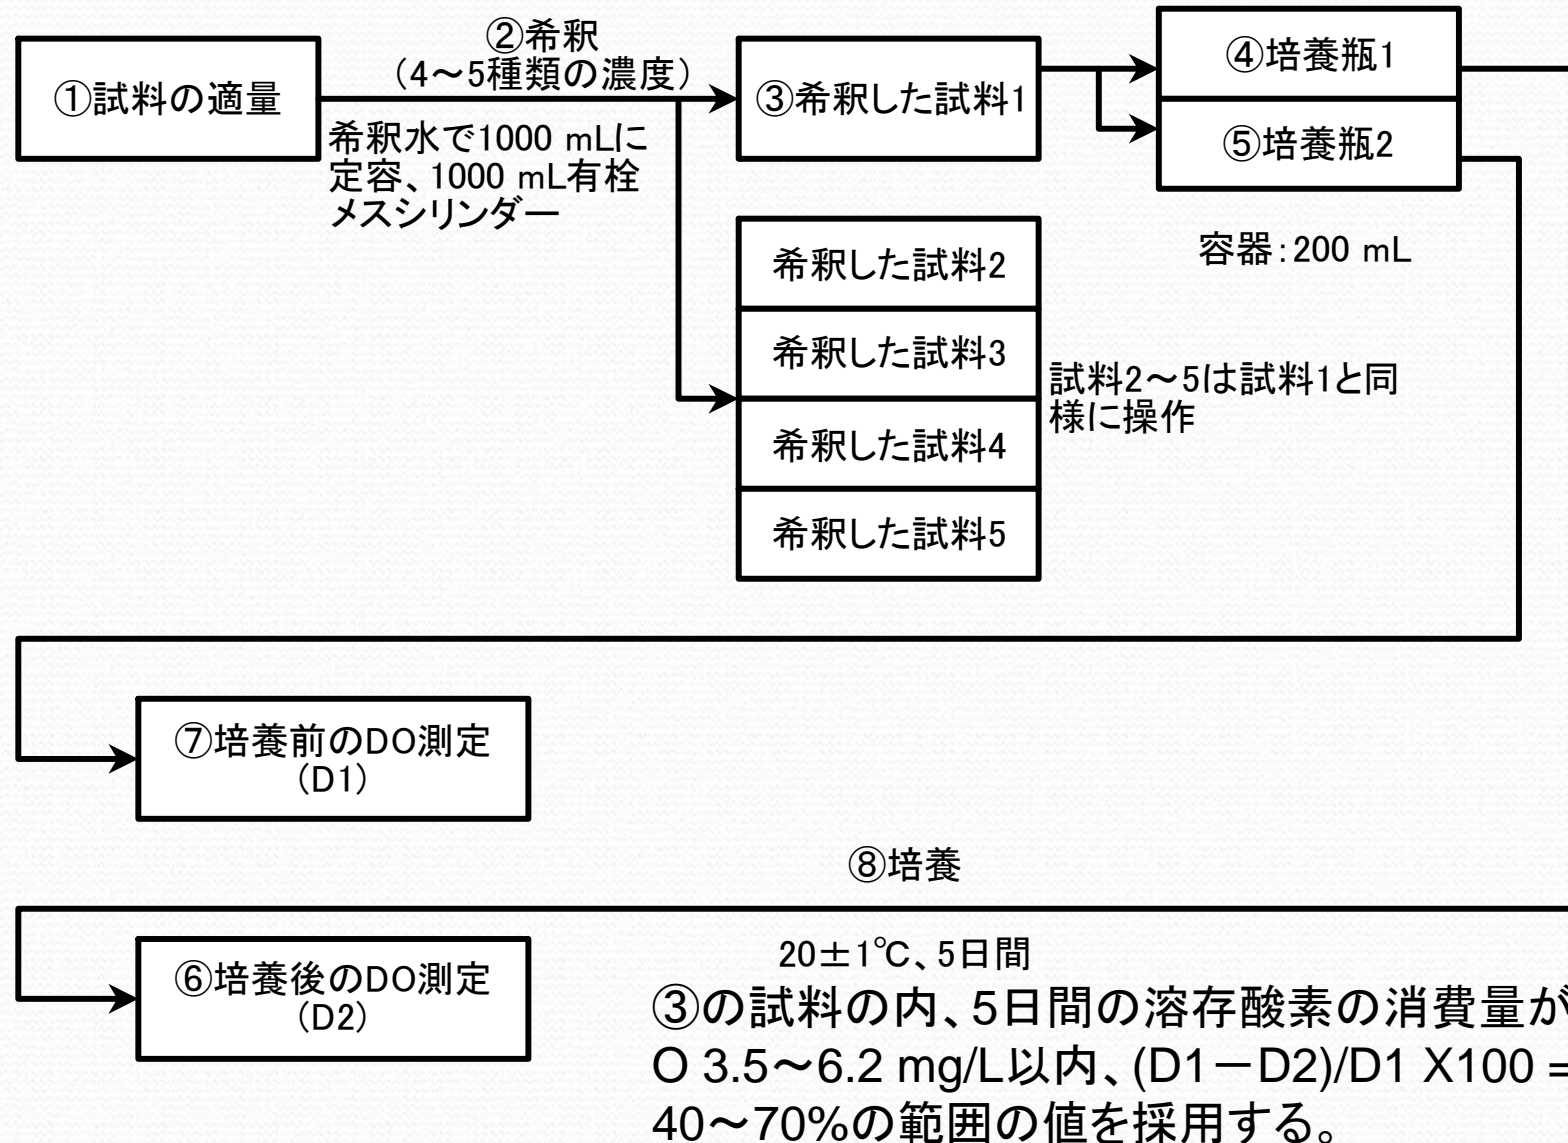 ①試料の適量
②希釈
（4～5種類の濃度）
希釈水で1000 mLに
定容、1000 mL有栓
メスシリンダー
③希釈した試料1
④培養瓶1
⑤培養瓶2
容器：200 mL
希釈した試料2
希釈した試料3
希釈した試料4
希釈した試料5
試料2～5は試料1と同
様に操作
⑦培養前のDO測定
（D1）
⑧培養
20±1℃、5日間
⑥培養後のDO測定
（D2）
③の試料の内、5日間の溶存酸素の消費量が
O 3.5～6.2 mg/L以内、(D1－D2)/D1 X100 =
40～70%の範囲の値を採用する。